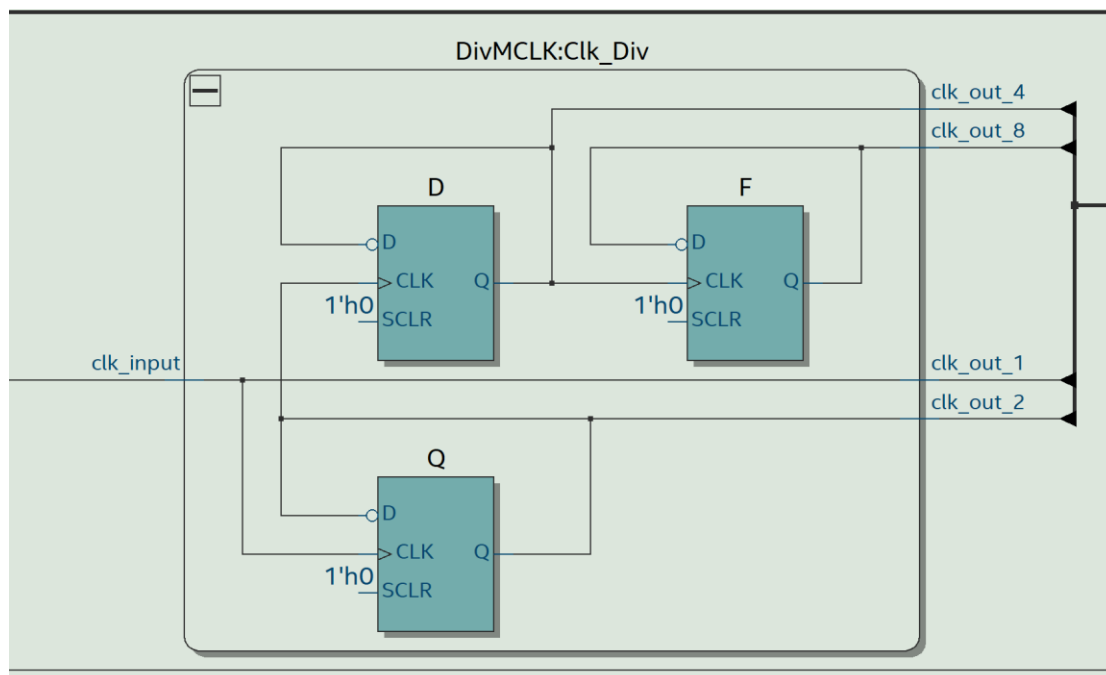 DivMCLK:Clk_Div
clk_out_4
clk_out_8
D
F
D
D
CLK
Q
CLK
Q
1'h0
SCLR
1'h0
SCLR
clk_input
clk_out_1
clk_out_2
Q
D
CLK
Q
1'h0
SCLR